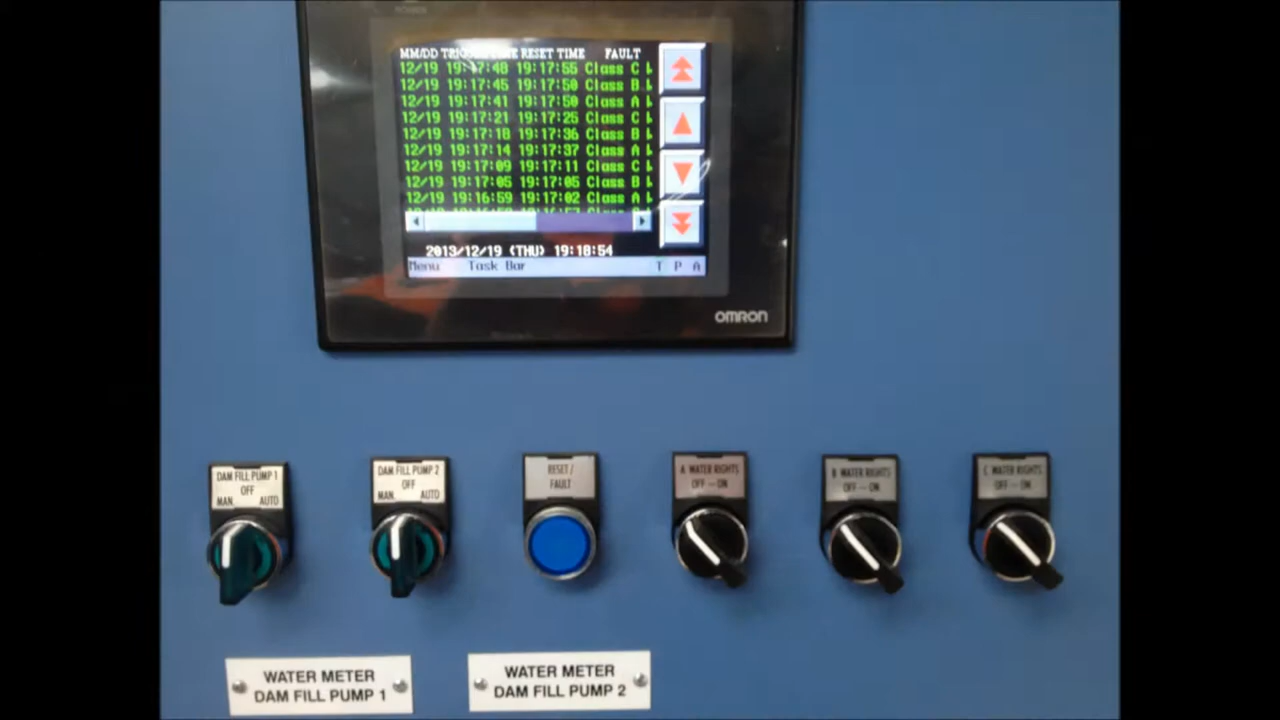 MM/DD TRIGGER TIME RESET TIME FAULT
12/19 19:17:48 19:17:55 Class C
12/19 19:17:45 19:17:50 Class B
12/19 19:17:41 19:17:50 Class A
12/19 19:17:21 19:17:25 Class C
12/19 19:17:18 19:17:36 Class B
12/19 19:17:14 19:17:37 Class A
12/19 19:17:09 19:17:11 Class C
12/19 19:17:05 19:17:05 Class B
12/19 19:16:59 19:17:02 Class A
2013/12/19 (THU) 19:18:54
Menu Task Bar T P A
OMRON
DAM FILL PUMP 1
OFF
MAN. AUTO
DAM FILL PUMP 2
OFF
MAN. AUTO
RESET/
FAULT
A WATER RIGHTS
OFF — ON
B WATER RIGHTS
OFF — ON
C WATER RIGHTS
OFF — ON
WATER METER
DAM FILL PUMP 1
WATER METER
DAM FILL PUMP 2